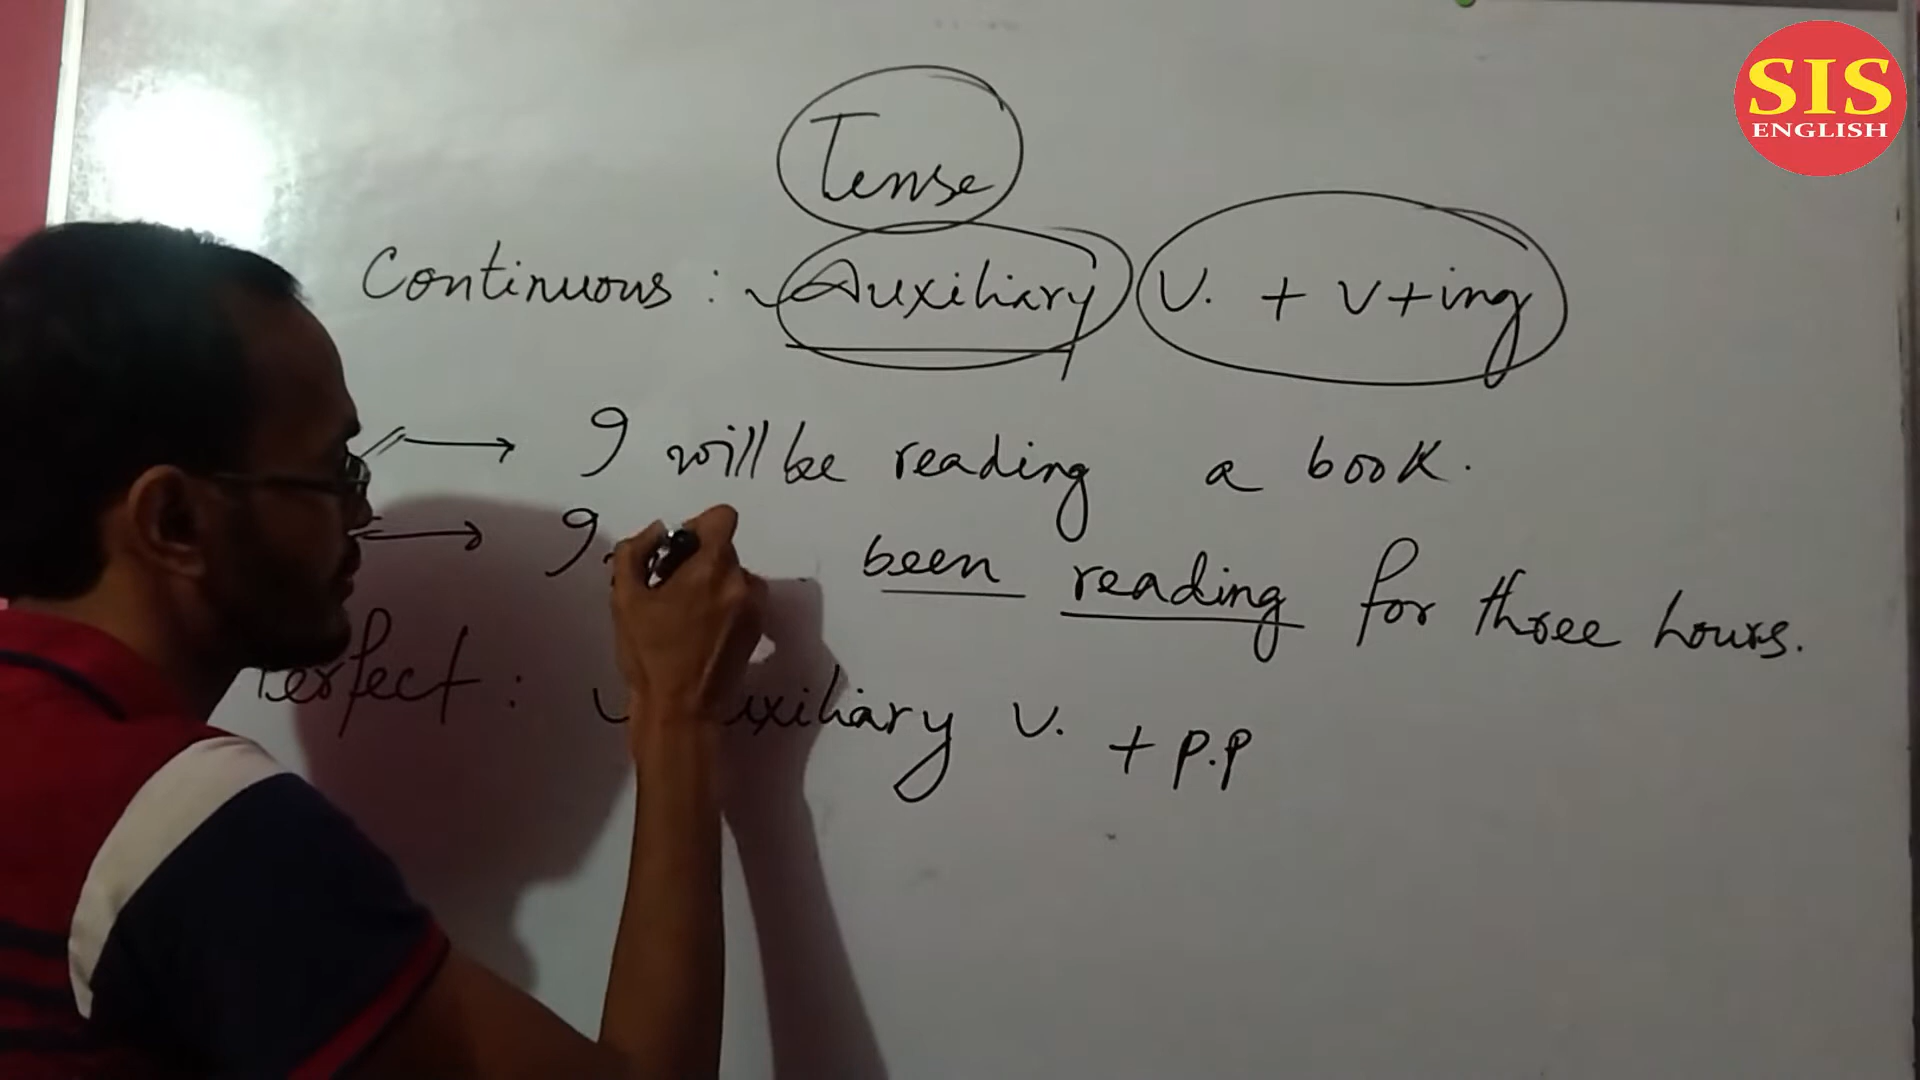 SIS
ENGLISH
Tense
Continuous : Auxiliary V. + V+ing
I will be reading a book.
I been reading for three hours.
Perfect : Auxiliary V. + P.P